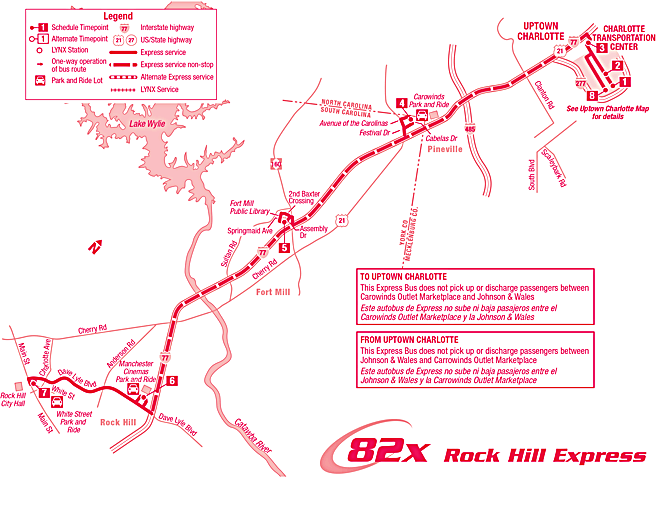 Legend
1 Schedule Timepoint
1 Alternate Timepoint
LYNX Station
One-way operation
of bus route
Park and Ride Lot
77 Interstate highway
21 27 US/State highway
Express service
Express service non-stop
Alternate Express service
LYNX Service
UPTOWN
CHARLOTTE
CHARLOTTE
TRANSPORTATION
CENTER
77
21
3
2
1
8
277
See Uptown Charlotte Map
for details
Clanton Rd
South Blvd
Scaleybark Rd
485
4
Carowinds
Park and Ride
NORTH CAROLINA
SOUTH CAROLINA
Avenue of the Carolinas
Festival Dr
Cabelas Dr
Pineville
Lake Wylie
160
2nd Baxter
Crossing
Fort Mill
Public Library
Springmaid Ave
Assembly
Dr
5
21
YORK CO.
MECKLENBURG CO.
N
Sutton Rd
77
Cherry Rd
Fort Mill
TO UPTOWN CHARLOTTE
This Express Bus does not pick up or discharge passengers between
Carowinds Outlet Marketplace and Johnson & Wales
Este autobus de Express no sube ni baja pasajeros entre el
Carowinds Outlet Marketplace y la Johnson & Wales
FROM UPTOWN CHARLOTTE
This Express Bus does not pick up or discharge passengers between
Johnson & Wales and Carowinds Outlet Marketplace
Este autobus de Express no sube ni baja pasajeros entre el
Johnson & Wales y la Carrowinds Outlet Marketplace
Cherry Rd
Main St
Charlotte Ave
Anderson Rd
77
Manchester
Cinemas
Park and Ride
6
Dave Lyle Blvd
White St
7
Rock Hill
City Hall
Main St
White Street
Park and
Ride
Rock Hill
Dave Lyle Blvd
Catawba River
82X Rock Hill Express